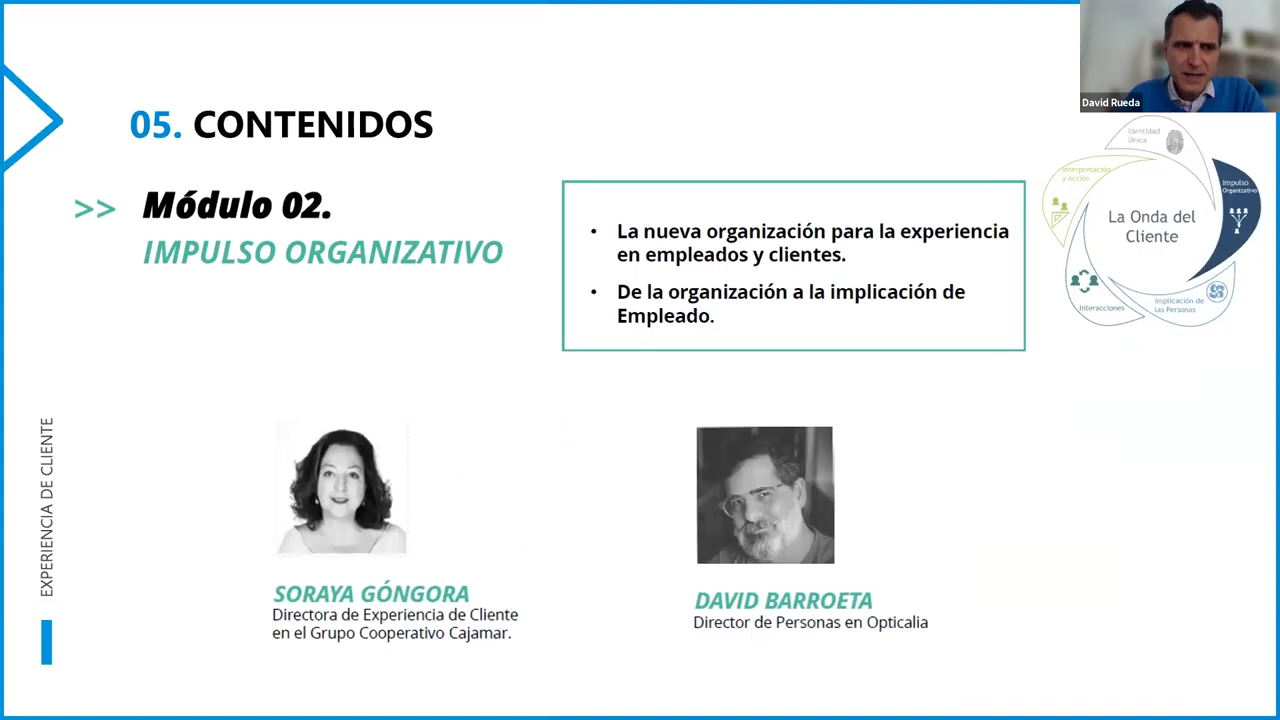 David Rueda
05. CONTENIDOS
>> Módulo 02.
IMPULSO ORGANIZATIVO
• La nueva organización para la experiencia
en empleados y clientes.
• De la organización a la implicación de
Empleado.
Identidad
Única
Interpretación
y Acción
Impulso
Organizativo
La Onda del
Cliente
Interacciones
Implicación de
las Personas
EXPERIENCIA DE CLIENTE
SORAYA GÓNGORA
Directora de Experiencia de Cliente
en el Grupo Cooperativo Cajamar.
DAVID BARROETA
Director de Personas en Opticalia